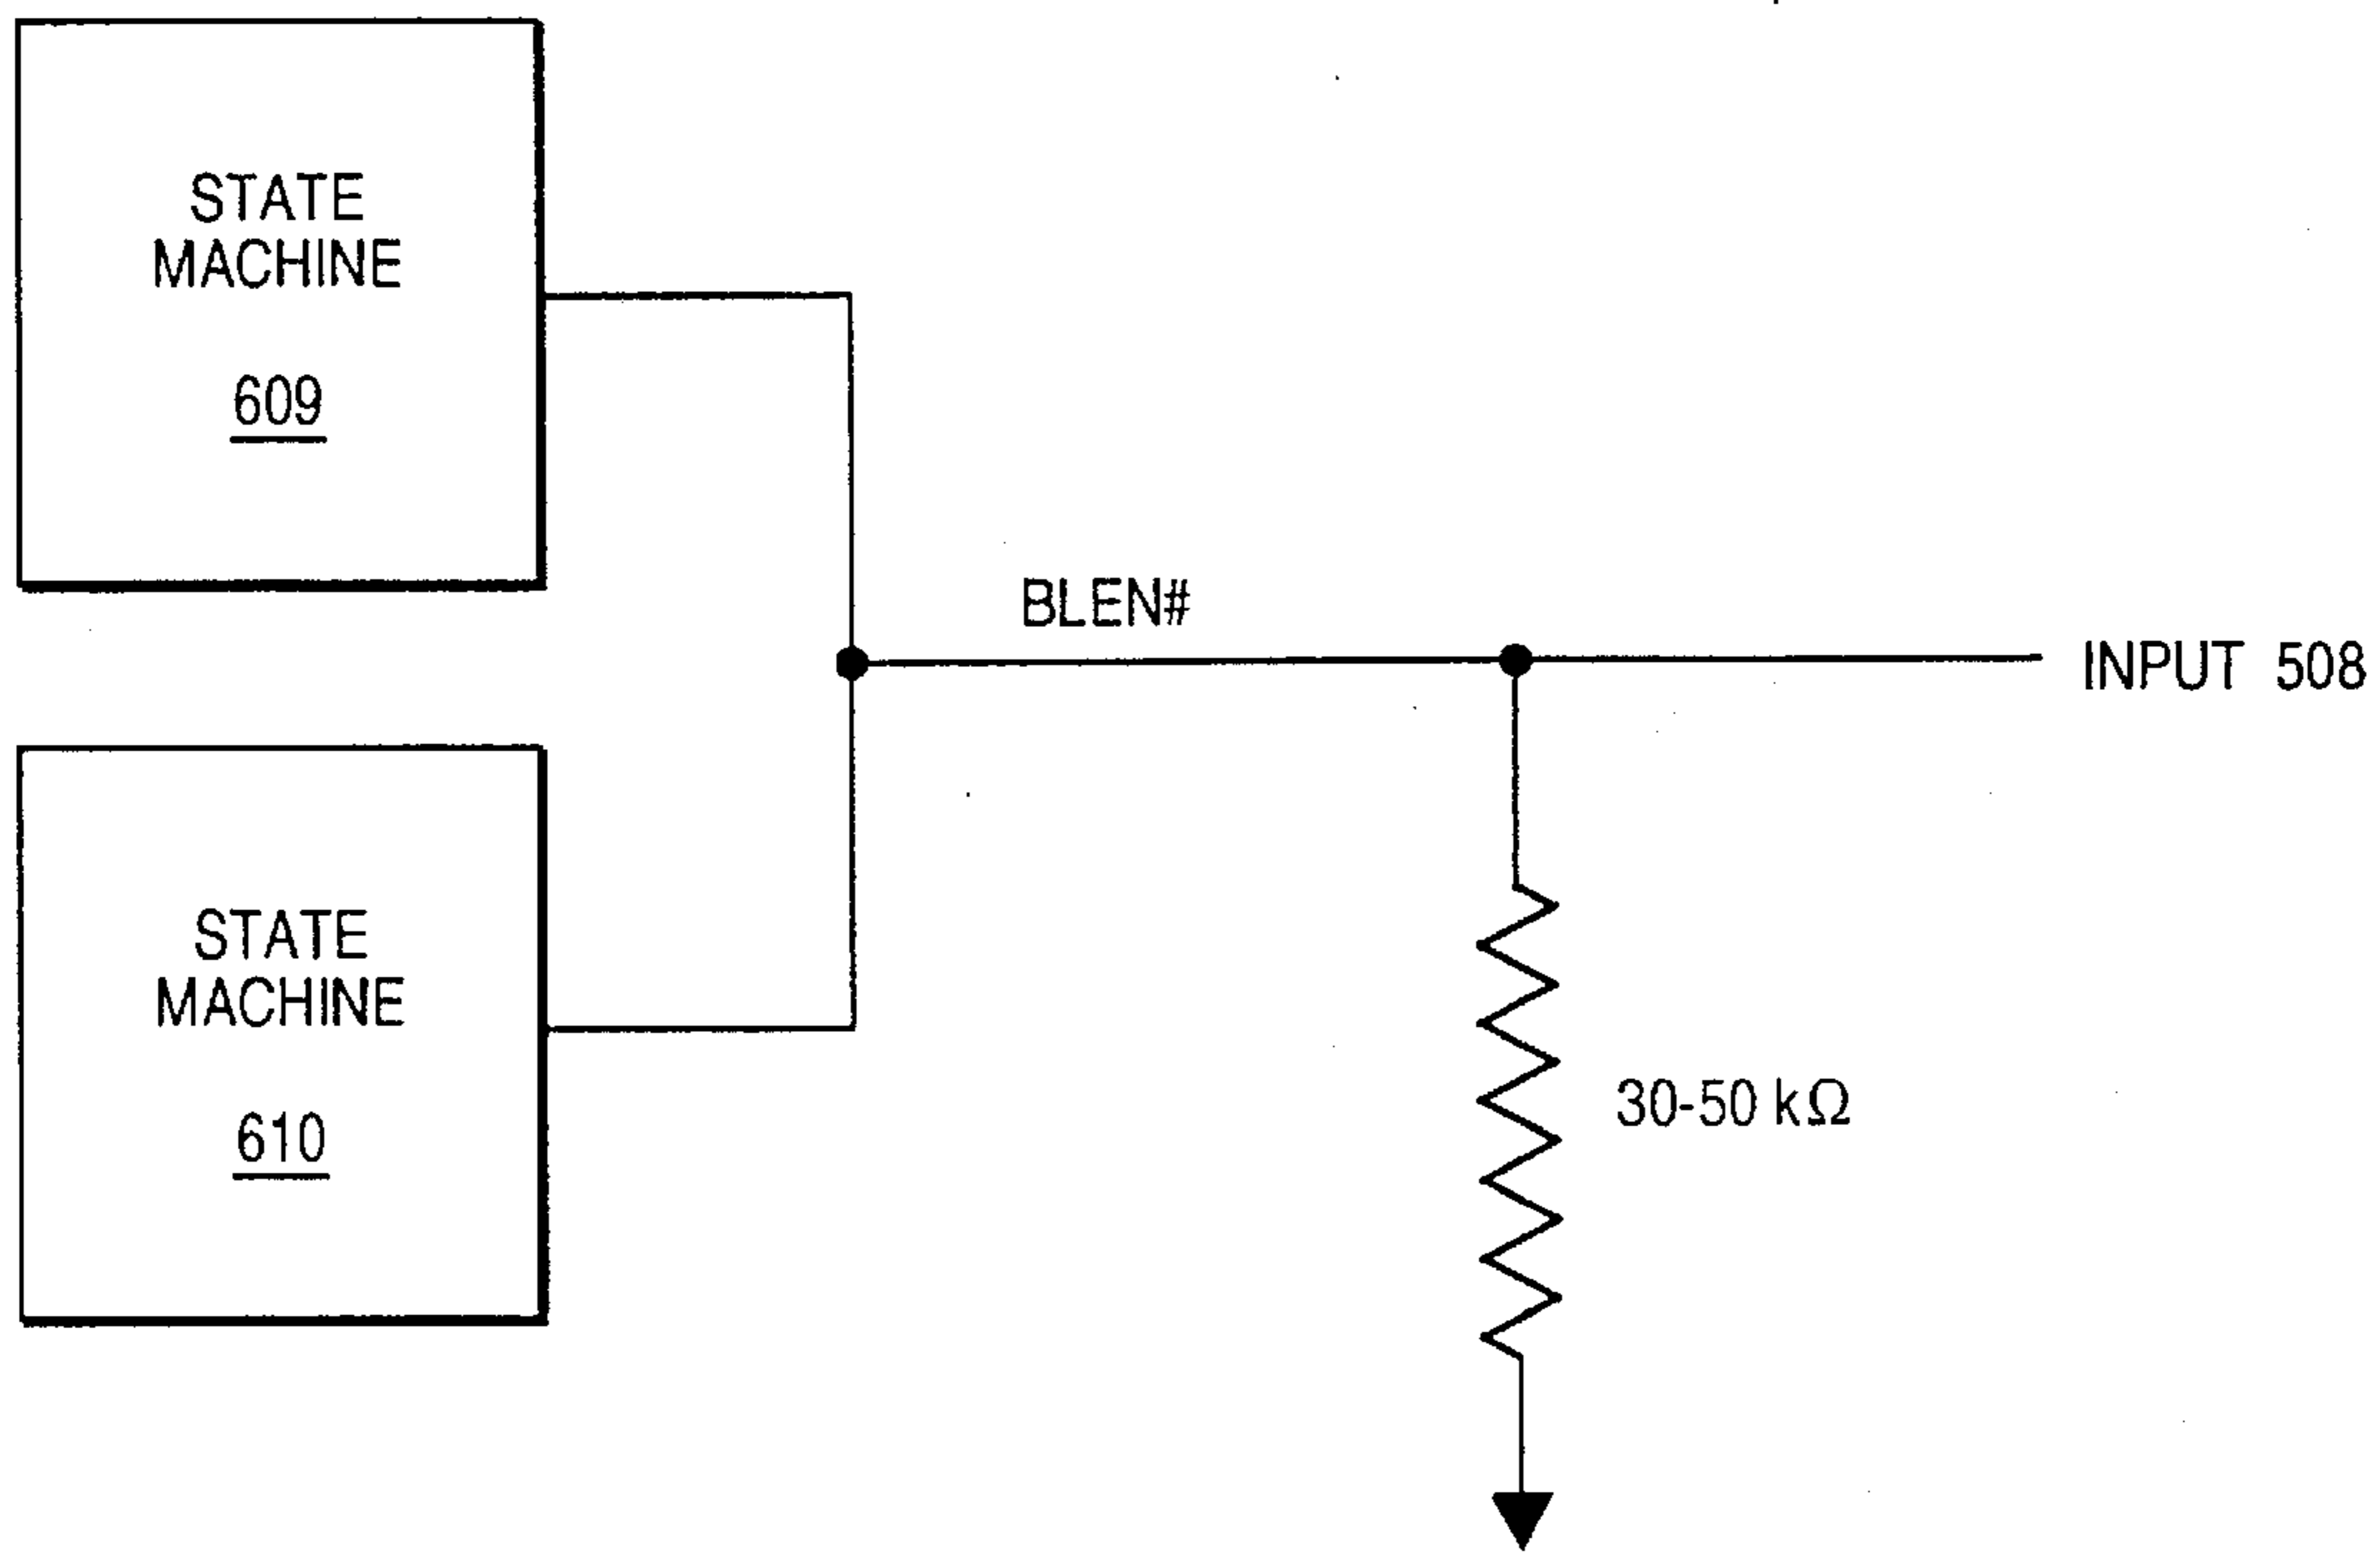 STATE
MACHINE
609
BLEN#
INPUT 508
STATE
MACHINE
610
30-50 kΩ